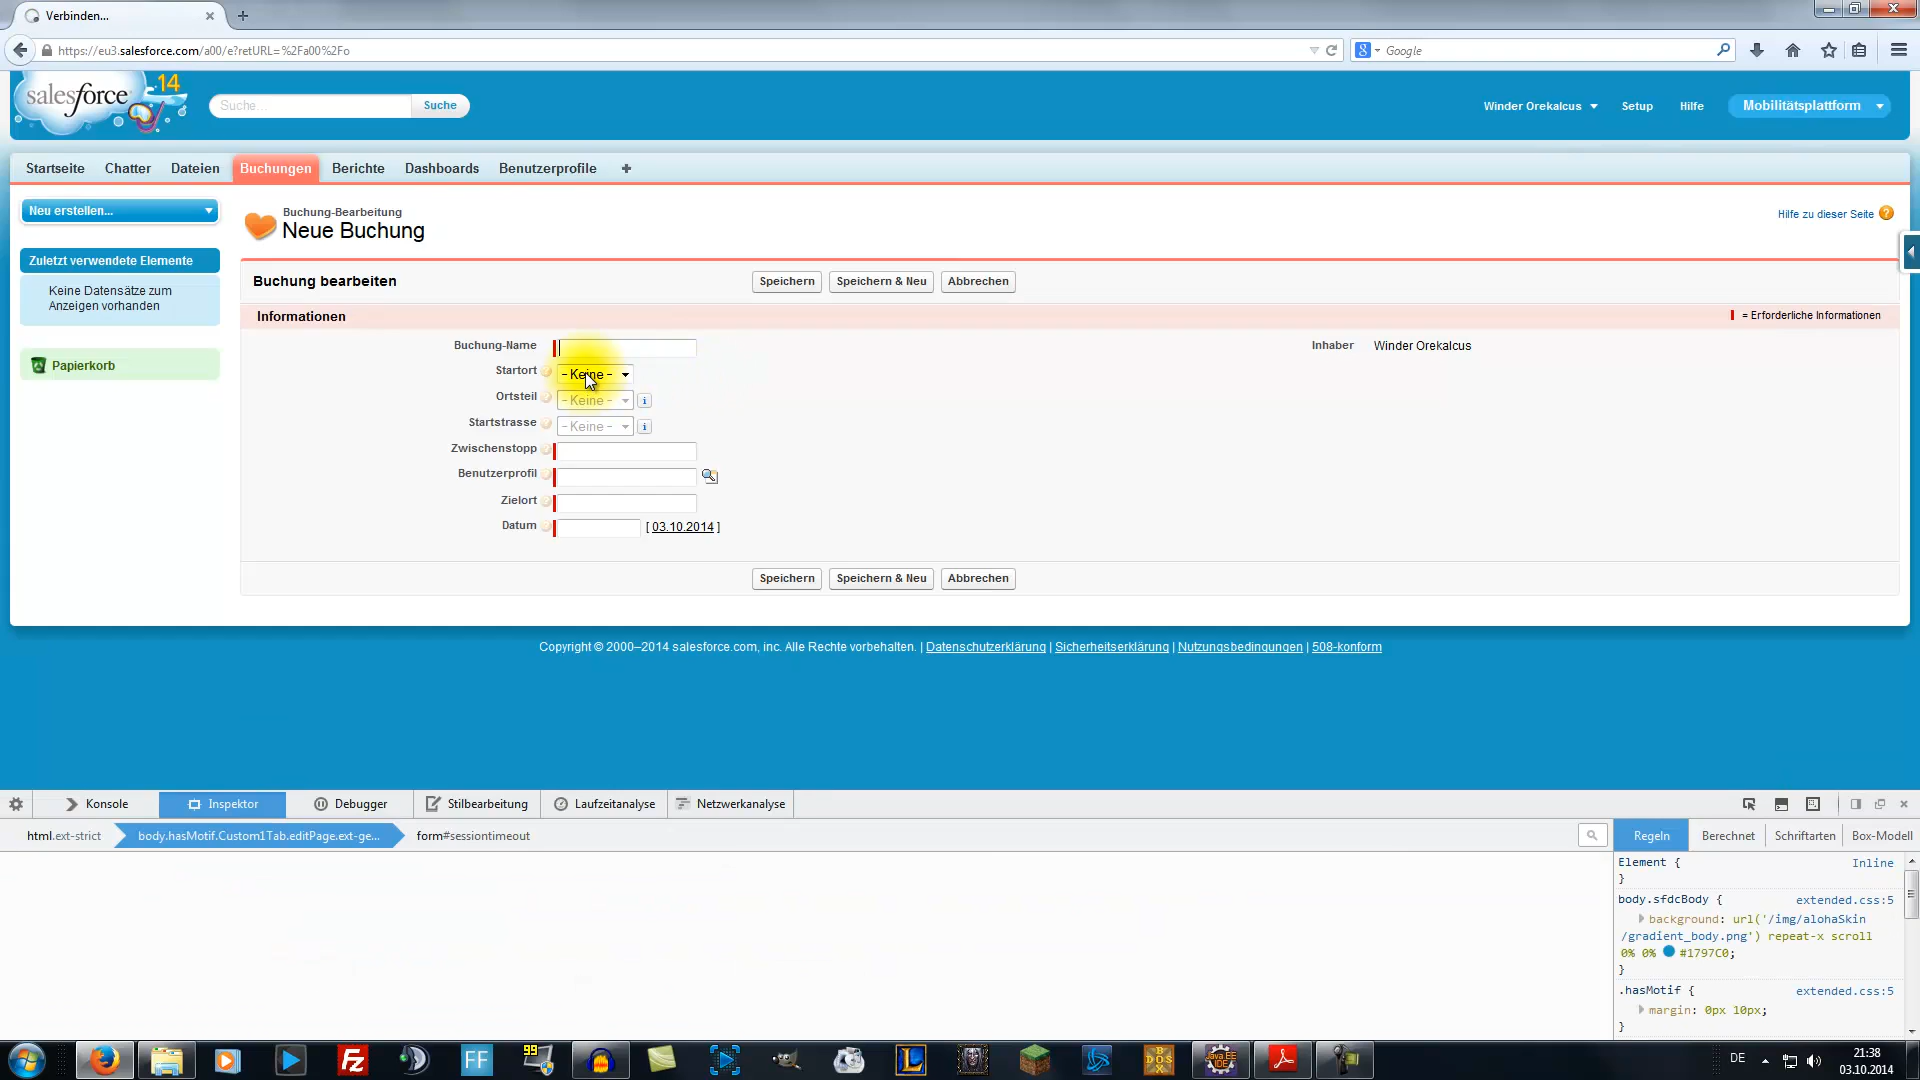 Verbinden...
https://eu3.salesforce.com/a00/e?retURL=%2Fa00%2Fo
Google
salesforce
14
Suche...
Suche
Winder Orekalcus
Setup
Hilfe
Mobilitätsplattform
Startseite
Chatter
Dateien
Buchungen
Berichte
Dashboards
Benutzerprofile
Neu erstellen...
Buchung-Bearbeitung
Neue Buchung
Hilfe zu dieser Seite
Zuletzt verwendete Elemente
Keine Datensätze zum
Anzeigen vorhanden
Papierkorb
Buchung bearbeiten
Speichern
Speichern & Neu
Abbrechen
Informationen
= Erforderliche Informationen
Buchung-Name
Inhaber
Winder Orekalcus
Startort
- Keine -
Ortsteil
- Keine -
Startstrasse
- Keine -
Zwischenstopp
Benutzerprofil
Zielort
Datum
[ 03.10.2014 ]
Speichern
Speichern & Neu
Abbrechen
Copyright © 2000–2014 salesforce.com, inc. Alle Rechte vorbehalten. | Datenschutzerklärung | Sicherheitserklärung | Nutzungsbedingungen | 508-konform
Konsole
Inspektor
Debugger
Stilbearbeitung
Laufzeitanalyse
Netzwerkanalyse
html.ext-strict
body.hasMotif.Custom1Tab.editPage.ext-ge...
form#sessiontimeout
Regeln
Berechnet
Schriftarten
Box-Modell
Element {
Inline
}
body.sfdcBody {
extended.css:5
background: url('/img/alohaSkin
/gradient_body.png') repeat-x scroll
0% 0% #1797C0;
}
.hasMotif {
extended.css:5
margin: 0px 10px;
}
FF
99
Java EE
IDE
DE
21:38
03.10.2014